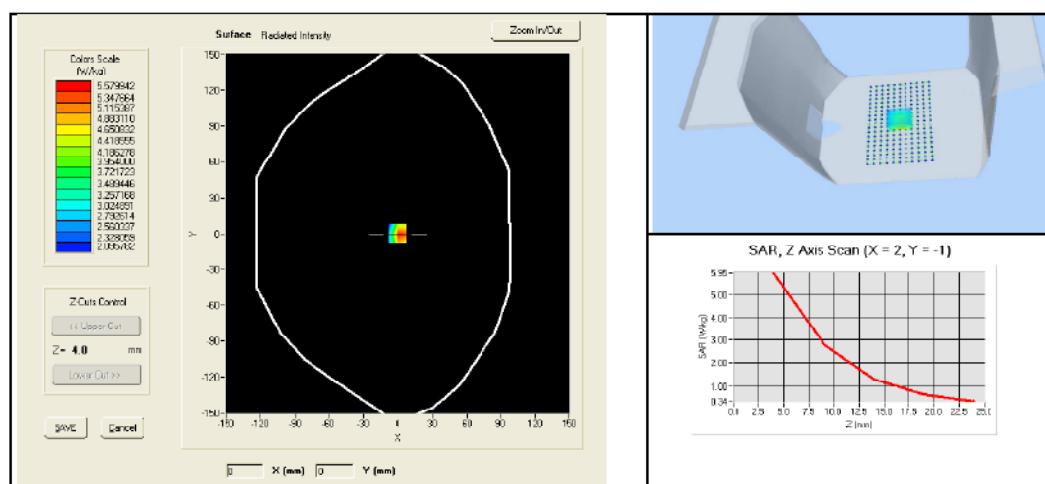 Surface Radiated Intensity
Zoom In/Out
Colors Scale
(W/kg)
5.579942
5.347664
5.115387
4.883110
4.650832
4.418555
4.186278
3.954000
3.721723
3.489446
3.257168
3.024891
2.792614
2.560337
2.328059
2.095782
150
120
90
60
30
0
-30
-60
-90
-120
-150
Y
-150 -120 -90 -60 -30 0 30 60 90 120 150
X
Z-Cuts Control
<< Upper Cut
Z= 4.0 mm
Lower Cut >>
SAVE Cancel
0 X (mm) 0 Y (mm)
SAR, Z Axis Scan (X = 2, Y = -1)
5.95
5.00
4.00
3.00
2.00
1.00
0.34
SAR (W/kg)
0.0 2.5 5.0 7.5 10.0 12.5 15.0 17.5 20.0 22.5 25.0
Z (mm)